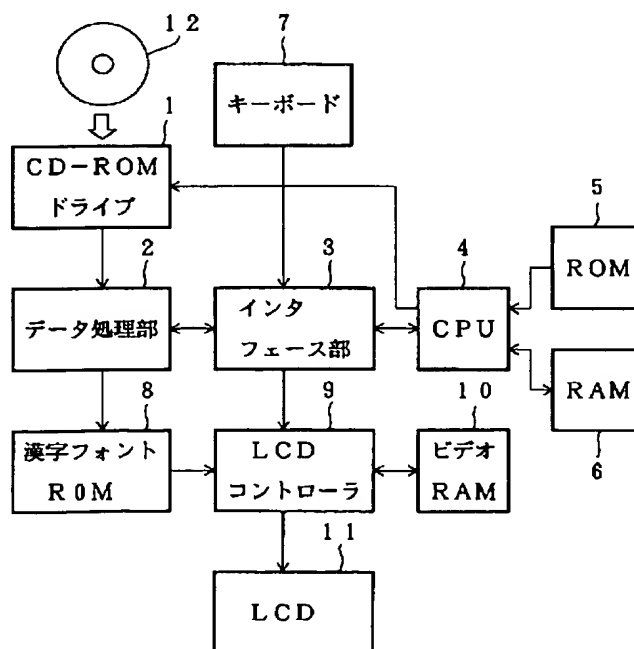 12
7
キーボード
1
CD-ROM
ドライブ
5
ROM
2
データ処理部
3
インタ
フェース部
4
CPU
RAM
6
8
漢字フォント
ROM
9
LCD
コントローラ
10
ビデオ
RAM
11
LCD